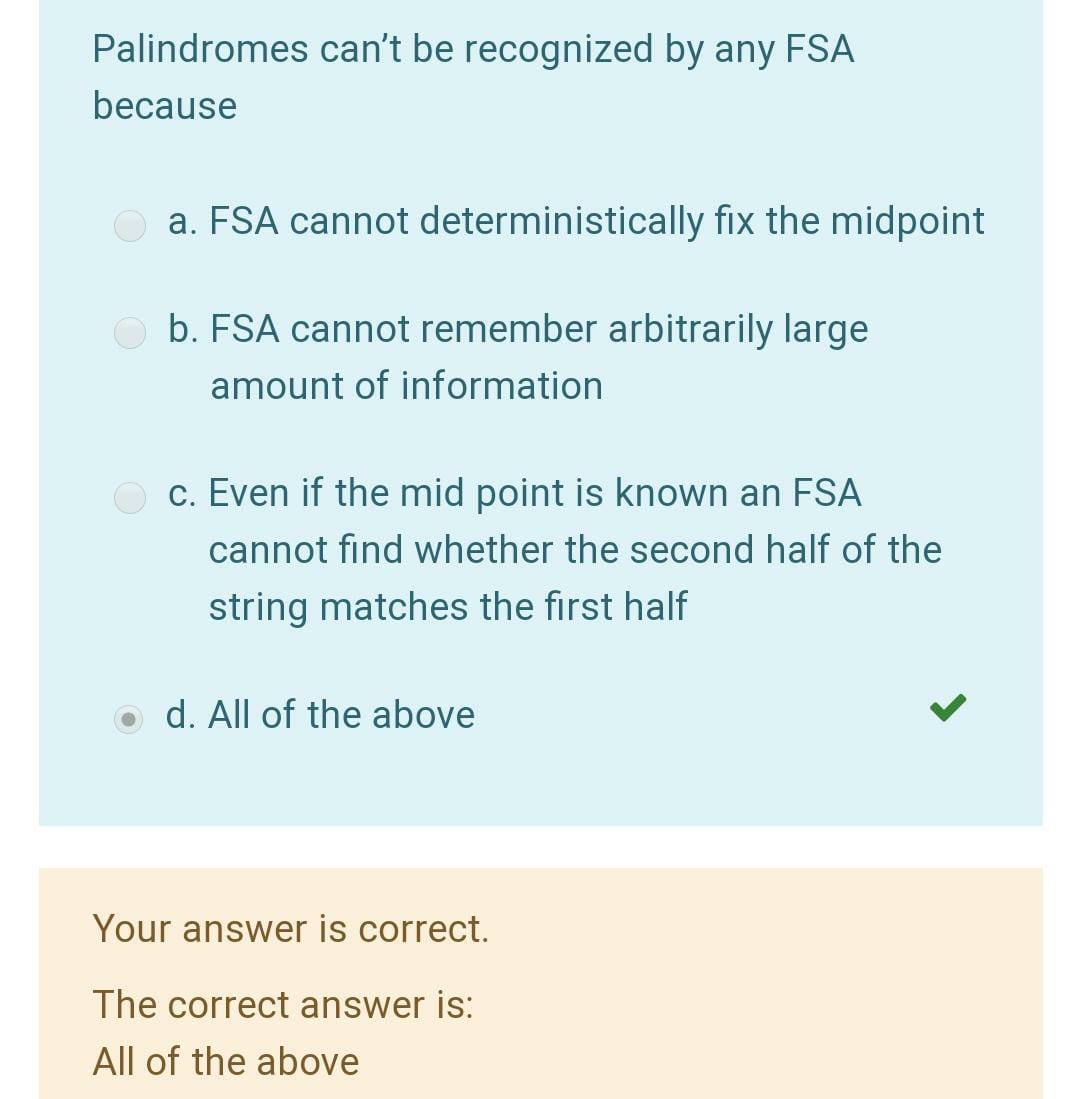 Palindromes can’t be recognized by any FSA
because
a. FSA cannot deterministically fix the midpoint
b. FSA cannot remember arbitrarily large
amount of information
c. Even if the mid point is known an FSA
cannot find whether the second half of the
string matches the first half
d. All of the above
Your answer is correct.
The correct answer is:
All of the above